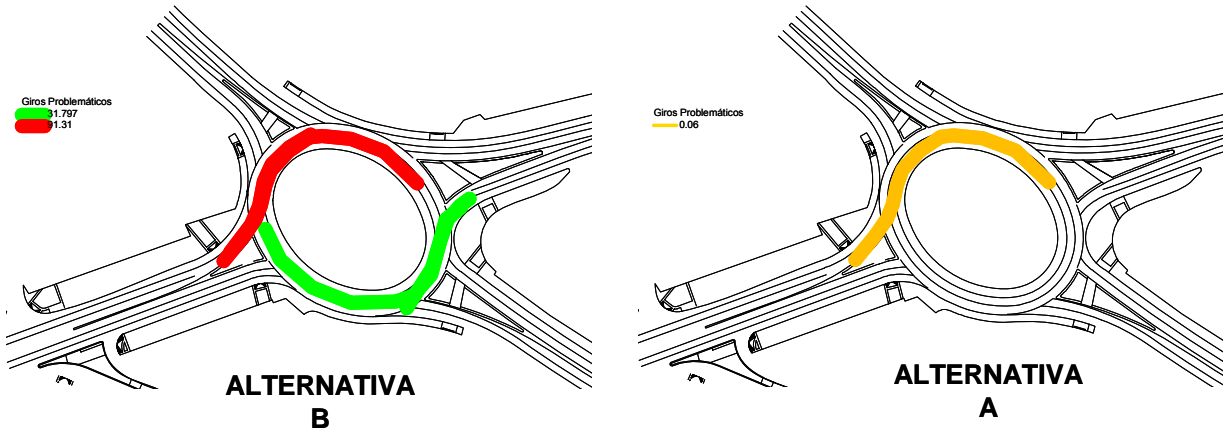 Giros Problemáticos
31.797
91.31
ALTERNATIVA
B
Giros Problemáticos
0.06
ALTERNATIVA
A